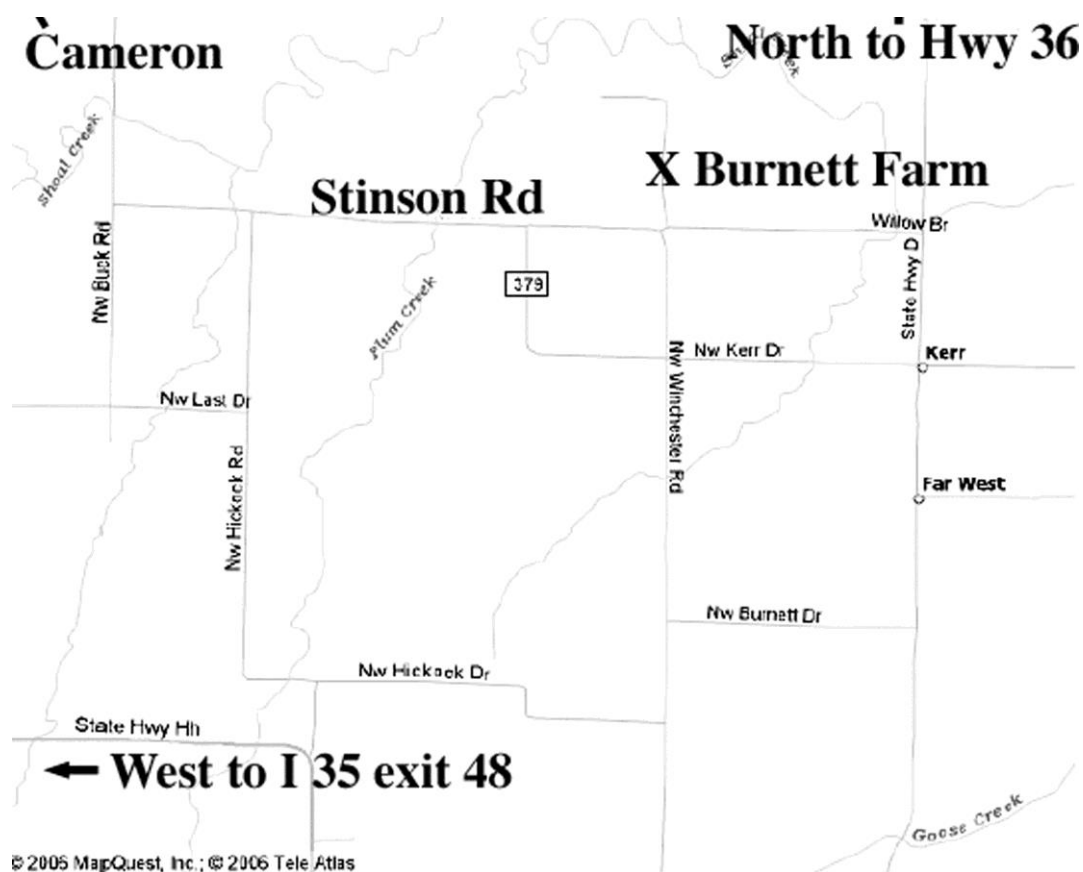 Cameron
North to Hwy 36
Creek
Shoal Creek
X Burnett Farm
Stinson Rd
Willow Br
Nw Buck Rd
State Hwy D
379
Plum Creek
Nw Kerr Dr
Kerr
Nw Winchester Rd
Nw Last Dr
Nw Hickock Rd
Far West
Nw Burnett Dr
Nw Hickock Dr
State Hwy Hh
West to I 35 exit 48
Goose Creek
© 2006 MapQuest, Inc.; © 2006 Tele Atlas